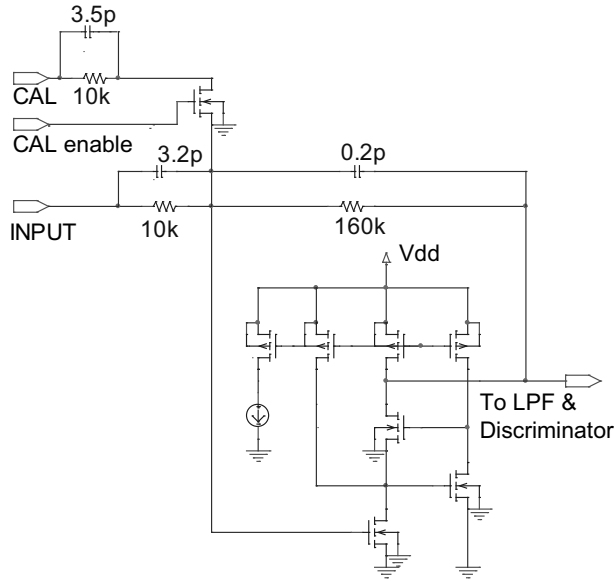 3.5p
CAL
10k
CAL enable
3.2p
0.2p
INPUT
10k
160k
Vdd
To LPF &
Discriminator